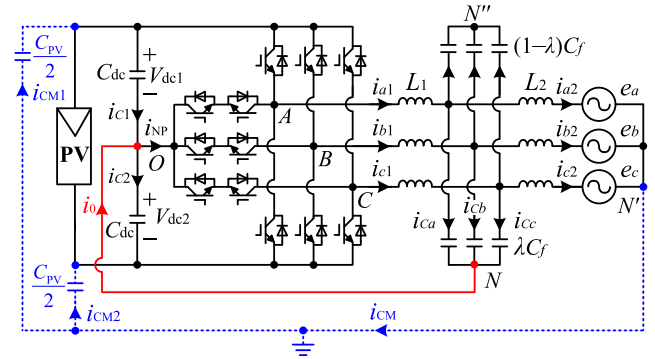 N′′
C_PV/2
C_dc
+
V_dc1
−
(1−λ)C_f
i_CM1
i_C1
i_NP
A
i_a1
L_1
L_2
i_a2
e_a
PV
O
B
i_b1
i_b2
e_b
i_C2
C
i_c1
i_c2
e_c
i_0
C_dc
+
V_dc2
−
i_Ca
i_Cb
i_Cc
N′
λC_f
C_PV/2
N
i_CM2
i_CM